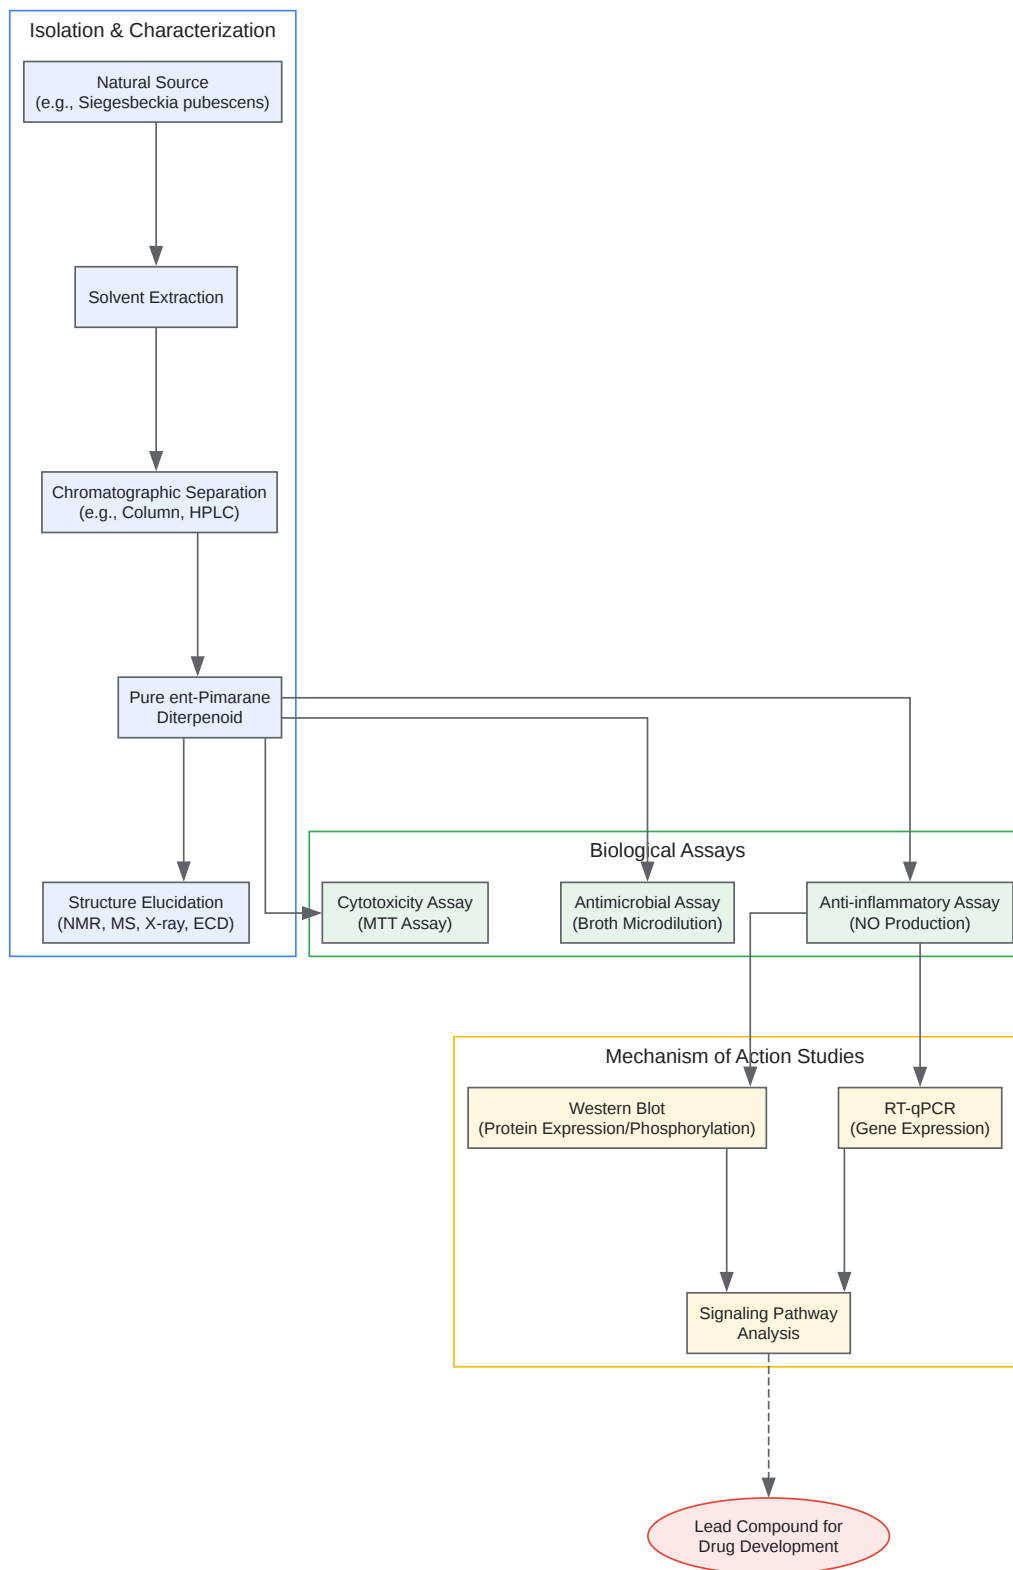 Isolation & Characterization
Natural Source
(e.g., Siegesbeckia pubescens)
Solvent Extraction
Chromatographic Separation
(e.g., Column, HPLC)
Pure ent-Pimarane
Diterpenoid
Structure Elucidation
(NMR, MS, X-ray, ECD)
Biological Assays
Cytotoxicity Assay
(MTT Assay)
Antimicrobial Assay
(Broth Microdilution)
Anti-inflammatory Assay
(NO Production)
Mechanism of Action Studies
Western Blot
(Protein Expression/Phosphorylation)
RT-qPCR
(Gene Expression)
Signaling Pathway
Analysis
Lead Compound for
Drug Development